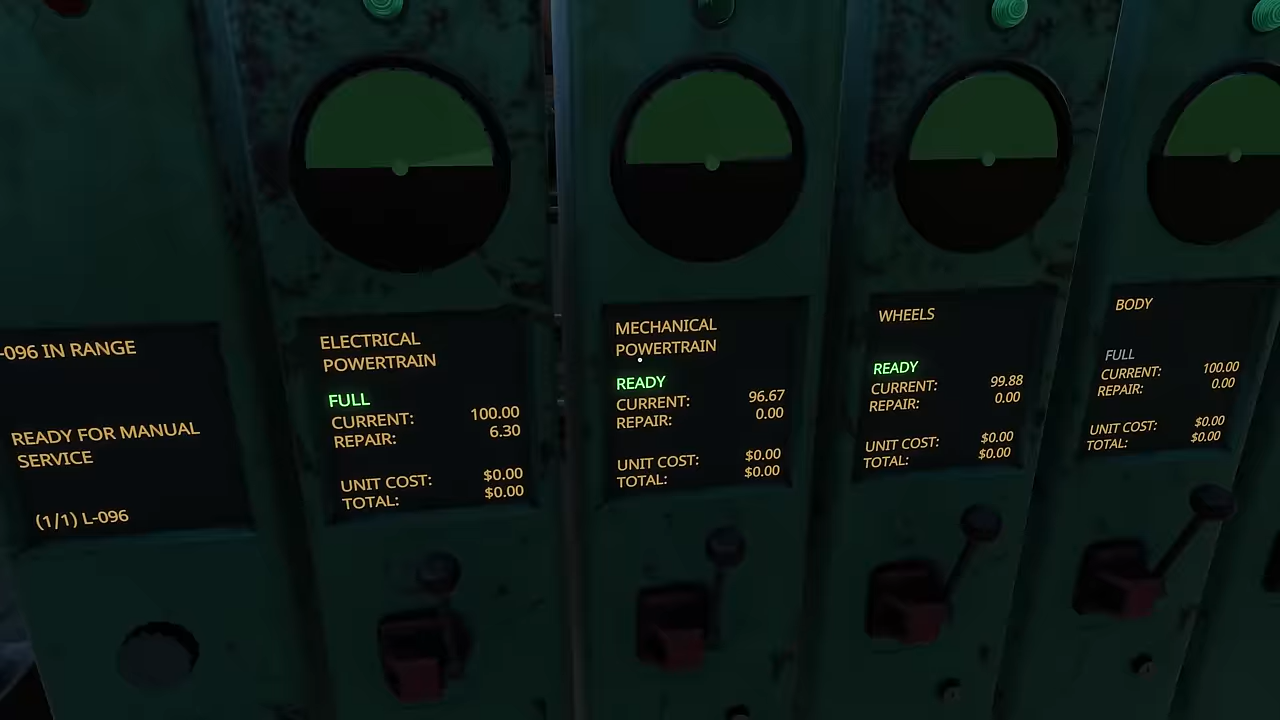 -096 IN RANGE
READY FOR MANUAL
SERVICE
(1/1) L-096
ELECTRICAL
POWERTRAIN
FULL
CURRENT: 100.00
REPAIR: 6.30
UNIT COST: $0.00
TOTAL: $0.00
MECHANICAL
POWERTRAIN
READY
CURRENT: 96.67
REPAIR: 0.00
UNIT COST: $0.00
TOTAL: $0.00
WHEELS
READY
CURRENT: 99.88
REPAIR: 0.00
UNIT COST: $0.00
TOTAL: $0.00
BODY
FULL
CURRENT: 100.00
REPAIR: 0.00
UNIT COST: $0.00
TOTAL: $0.00